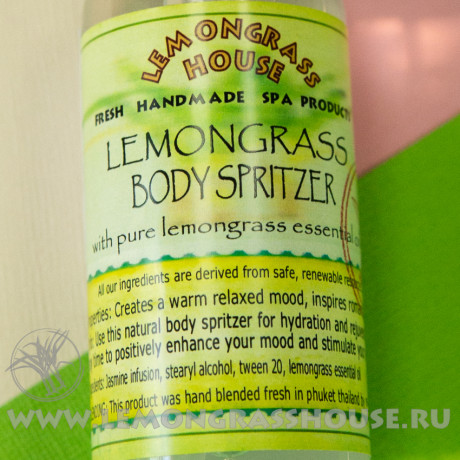 LEMONGRASS
HOUSE
FRESH HANDMADE SPA PRODUCTS
LEMONGRASS
BODY SPRITZER
with pure lemongrass essential
All our ingredients are derived from safe, renewable
Creates a warm relaxed mood, inspires
Use this natural body spritzer for hydration and
time to positively enhance your mood and stimulate
Jasmine infusion, stearyl alcohol, tween 20, lemongrass essential oil
This product was hand blended fresh in phuket thailand by
WWW.LEMONGRASSHOUSE.RU